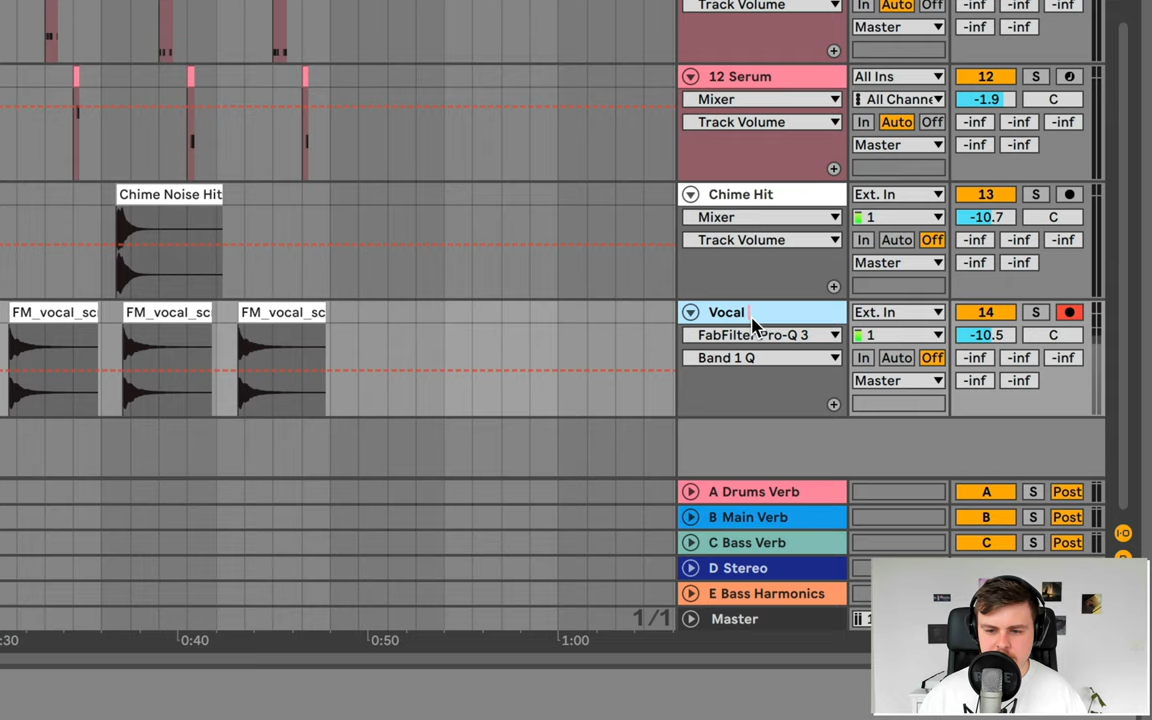 Track Volume In Auto Off -inf -inf -inf
Master -inf -inf
12 Serum All Ins 12 S
Mixer All Channe -1.9 C
Track Volume In Auto Off -inf -inf -inf
Master -inf -inf
Chime Noise Hit Chime Hit Ext. In 13 S
Mixer 1 -10.7 C
Track Volume In Auto Off -inf -inf -inf
Master -inf -inf
FM_vocal_sc FM_vocal_sc FM_vocal_sc Vocal Ext. In 14 S
FabFilter Pro-Q 3 1 -10.5 C
Band 1 Q In Auto Off -inf -inf -inf
Master -inf -inf
A Drums Verb A S Post
B Main Verb B S Post
C Bass Verb C S Post
D Stereo
E Bass Harmonics
1/1 Master 1
:30 0:40 0:50 1:00